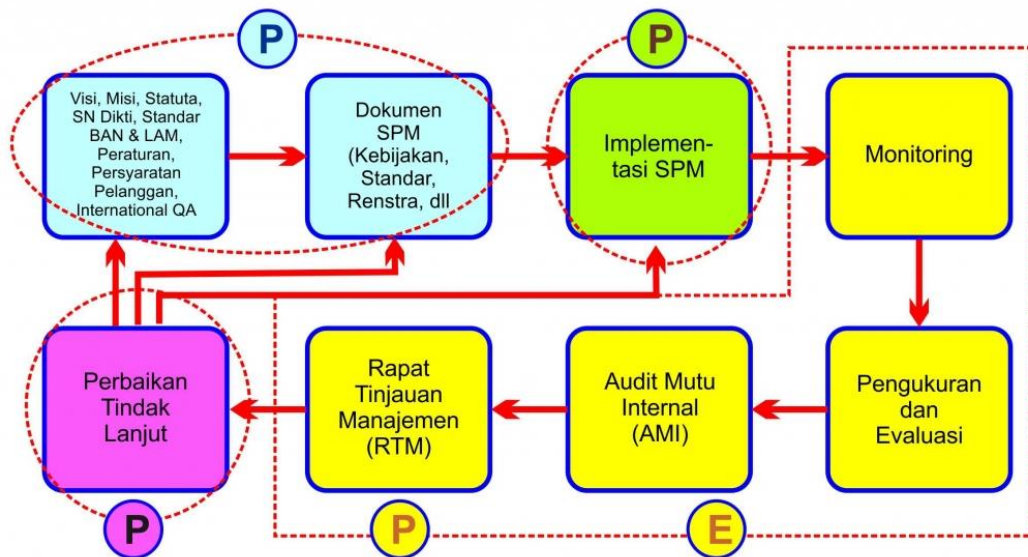 P
P
Visi, Misi, Statuta,
SN Dikti, Standar
BAN & LAM,
Peraturan,
Persyaratan
Pelanggan,
International QA
Dokumen
SPM
(Kebijakan,
Standar,
Renstra, dll
Implemen-
tasi SPM
Monitoring
Perbaikan
Tindak
Lanjut
Rapat
Tinjauan
Manajemen
(RTM)
Audit Mutu
Internal
(AMI)
Pengukuran
dan
Evaluasi
P
P
E